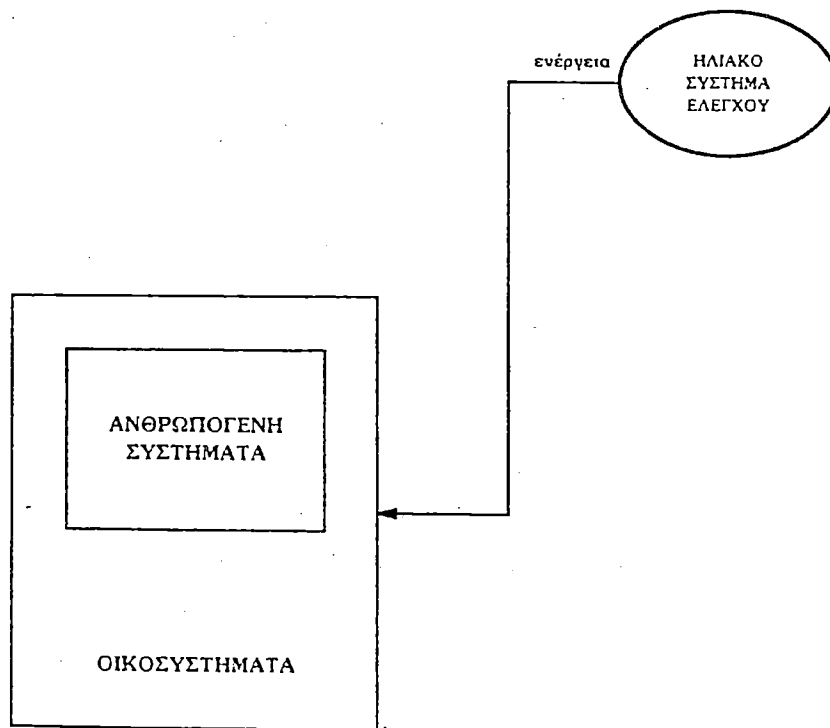 ενέργεια
ΗΛΙΑΚΟ
ΣΥΣΤΗΜΑ
ΕΛΕΓΧΟΥ
ΑΝΘΡΩΠΟΓΕΝΗ
ΣΥΣΤΗΜΑΤΑ
ΟΙΚΟΣΥΣΤΗΜΑΤΑ